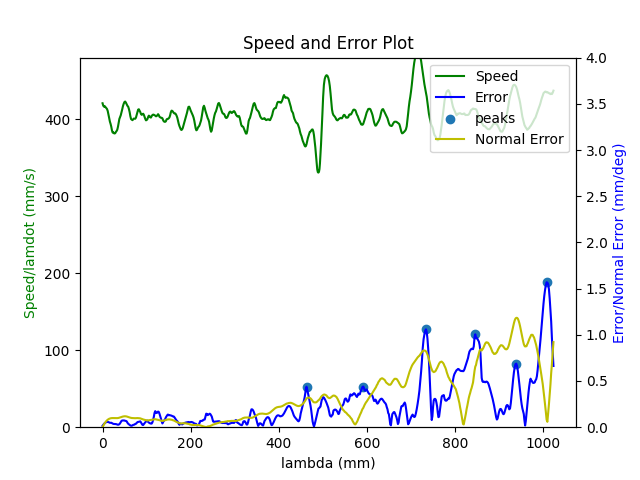 Speed and Error Plot
Speed
Error
peaks
Normal Error
400
300
200
100
0
4.0
3.5
3.0
2.5
2.0
1.5
1.0
0.5
0.0
0 200 400 600 800 1000
lambda (mm)
Speed/lamdot (mm/s)
Error/Normal Error (mm/deg)